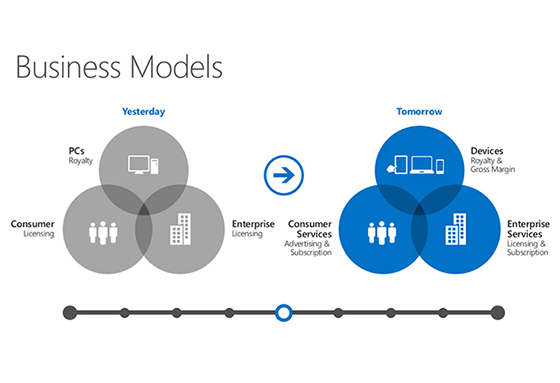 Business Models
Yesterday
PCs
Royalty
Consumer
Licensing
Enterprise
Licensing
Tomorrow
Devices
Royalty &
Gross Margin
Consumer
Services
Advertising &
Subscription
Enterprise
Services
Licensing &
Subscription